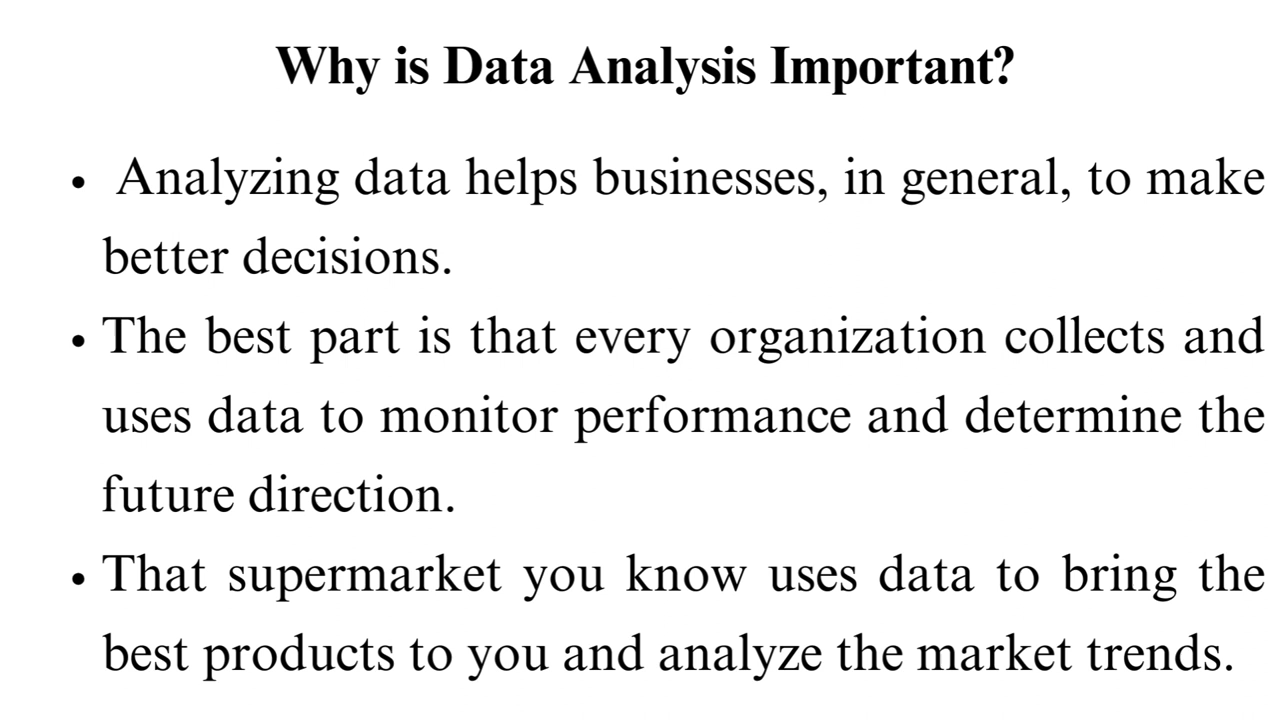 Why is Data Analysis Important?
• Analyzing data helps businesses, in general, to make
better decisions.
• The best part is that every organization collects and
uses data to monitor performance and determine the
future direction.
• That supermarket you know uses data to bring the
best products to you and analyze the market trends.